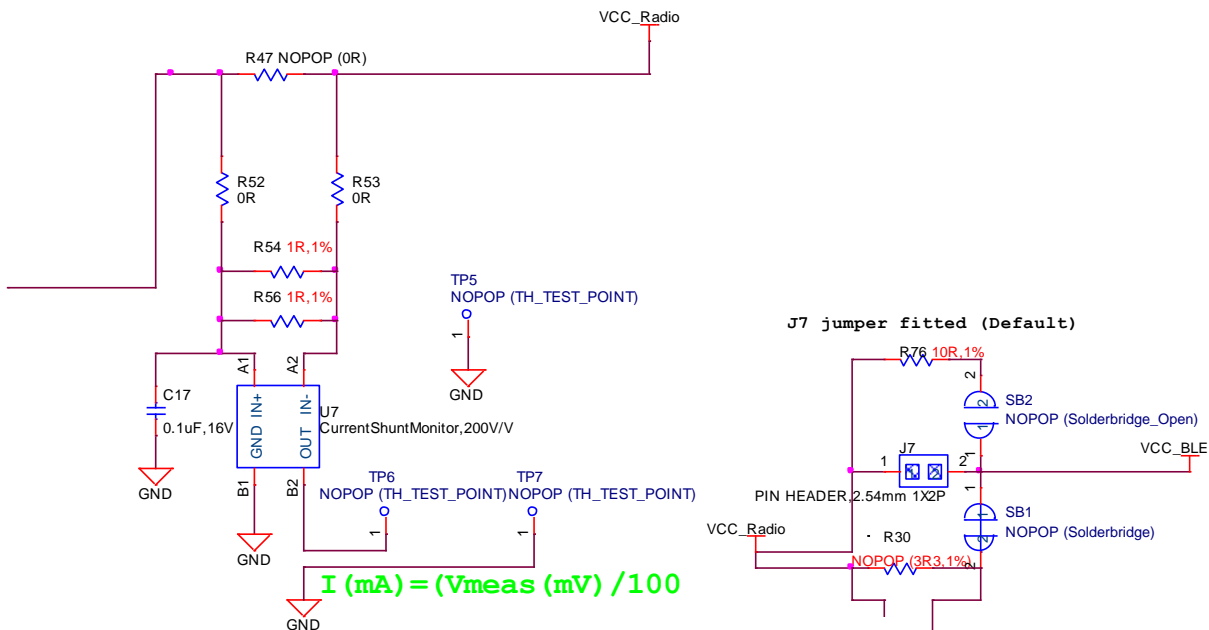 VCC_Radio
R47 NOPOP (0R)
R52
0R
R53
0R
R54 1R,1%
R56 1R,1%
TP5
NOPOP (TH_TEST_POINT)
1
GND
J7 jumper fitted (Default)
R76 10R,1%
A1
A2
C17
0.1uF,16V
GND
GND IN+
OUT IN-
U7
CurrentShuntMonitor,200V/V
B1
B2
GND
TP6
NOPOP (TH_TEST_POINT)
1
TP7
NOPOP (TH_TEST_POINT)
1
GND
I(mA)=(Vmeas(mV)/100
2
2
1
1
SB2
NOPOP (Solderbridge_Open)
J7
1
2
PIN HEADER,2.54mm 1X2P
VCC_BLE
1
1
2
2
SB1
NOPOP (Solderbridge)
VCC_Radio
R30
NOPOP (3R3,1%)